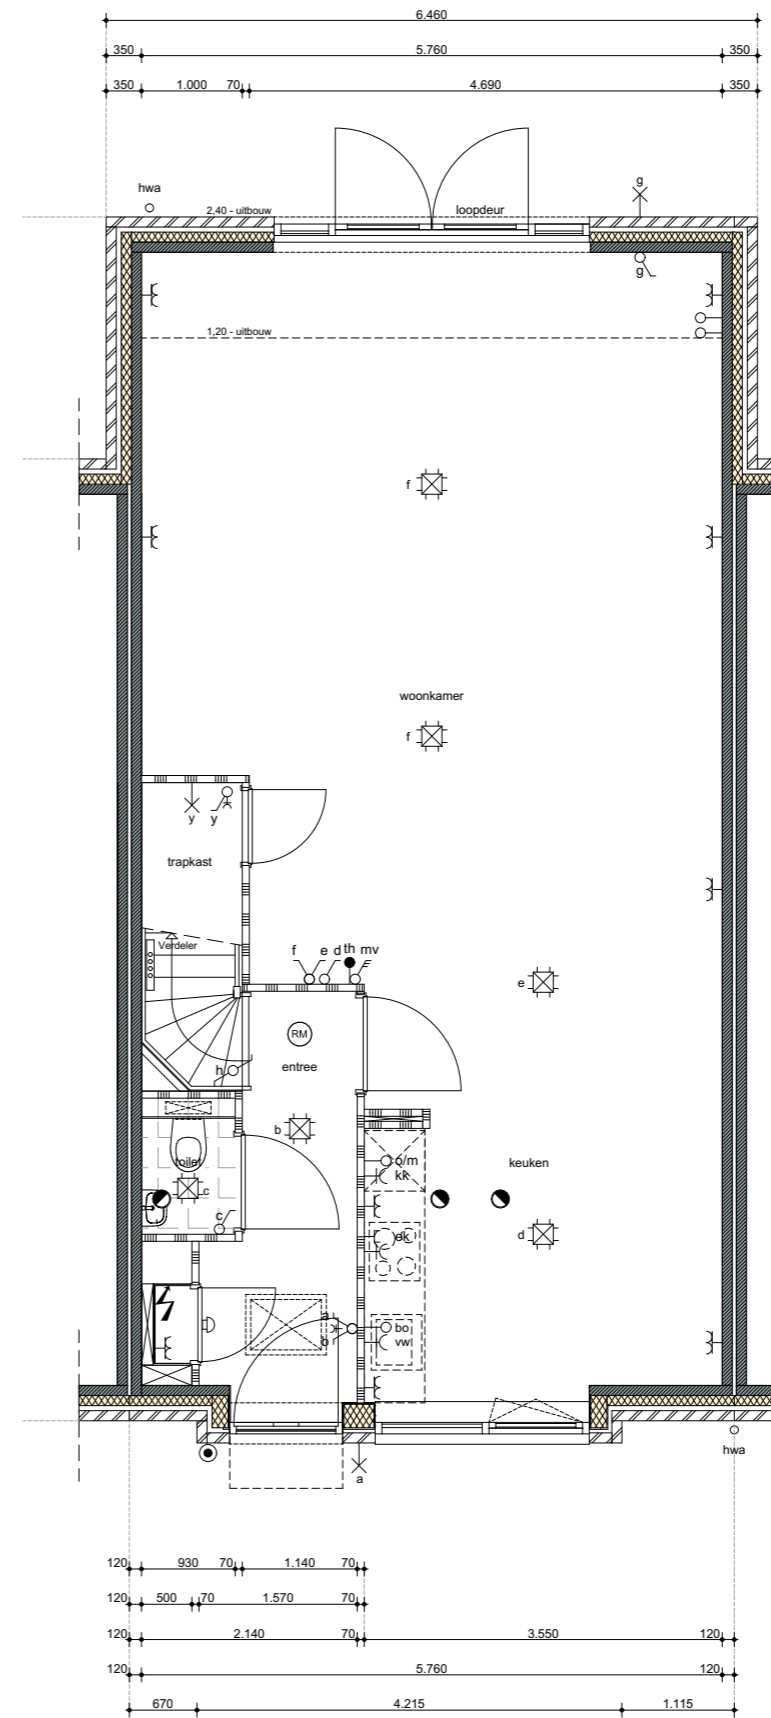 6.460
350 5.760 350
350 1.000 70 4.690 350
g
hwa
2,40 - uitbouw
loopdeur
g
1,20 - uitbouw
f
woonkamer
f
y y
trapkast
Verdeler
f e d th mv
e
RM
h
entree
b
o/m
toilet
keuken
kk
c
c
d
bo
vw
a
hwa
120 930 70 1.140 70
120 500 70 1.570 70
120 2.140 70 3.550 120
120 5.760 120
670 4.215 1.115